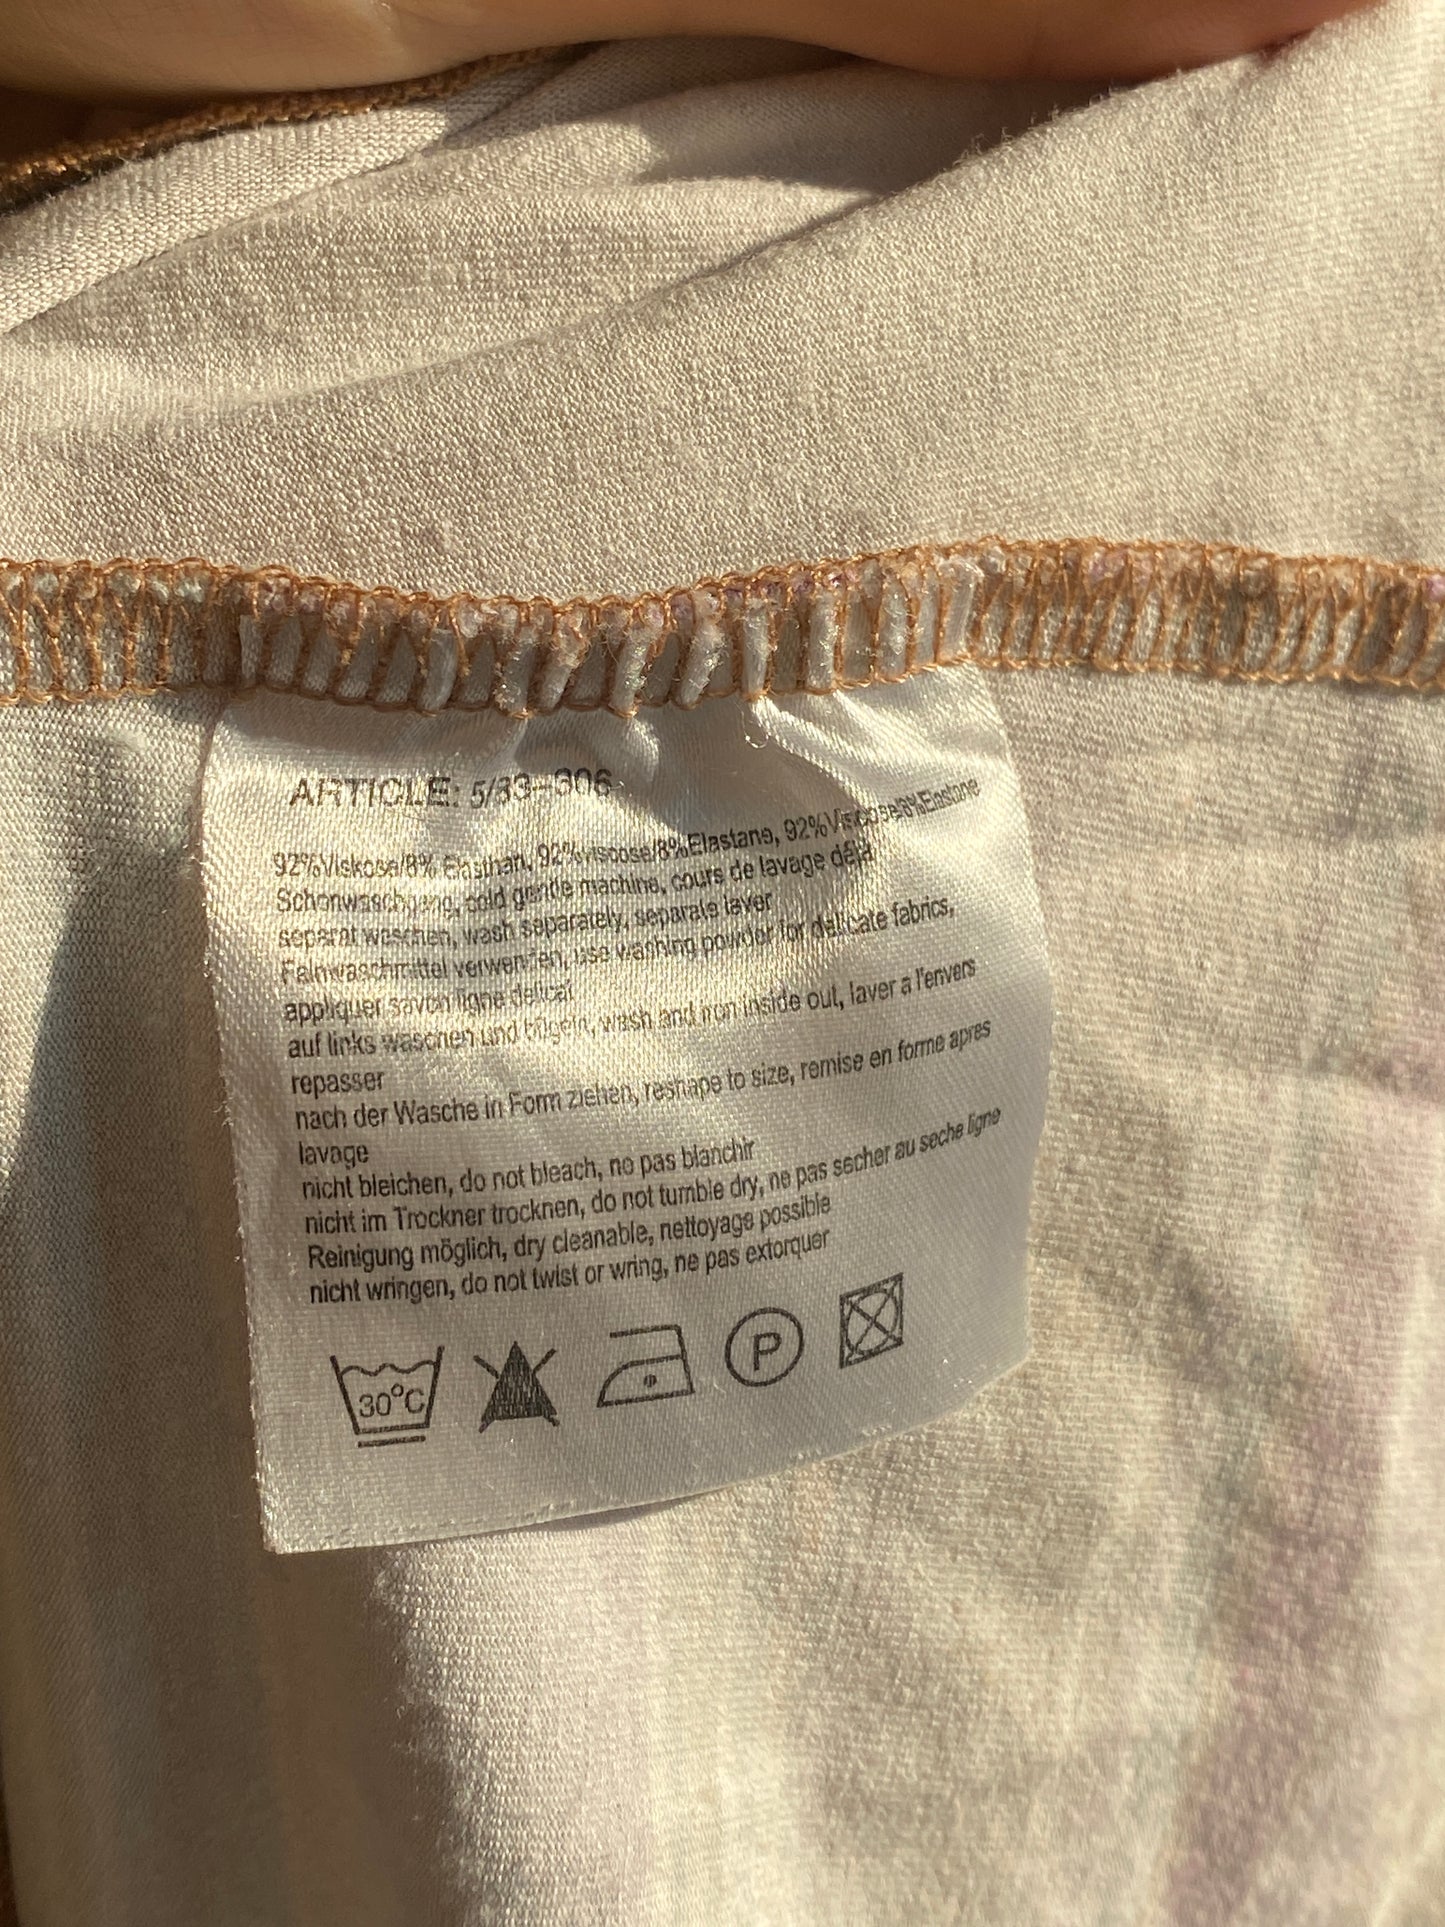 ARTICLE: 5/33-306
92%Viskose/8% Elasthan, 92%viscose/8%Elastane, 92%Viscose/8%Elastane
Schonwaschgang, cold gentle machine, cours de lavage déjà
separat waschen, wash separately, separate laver
Feinwaschmittel verwenden, use washing powder for delicate fabrics,
appliquer savon ligne delicat
auf links waschen und bügeln, wash and iron inside out, laver a l'envers
repasser
nach der Wasche in Form ziehen, reshape to size, remise en forme apres
lavage
nicht bleichen, do not bleach, no pas blanchir
nicht im Trockner trocknen, do not tumble dry, ne pas secher au seche ligne
Reinigung möglich, dry cleanable, nettoyage possible
nicht wringen, do not twist or wring, ne pas extorquer
30°C P